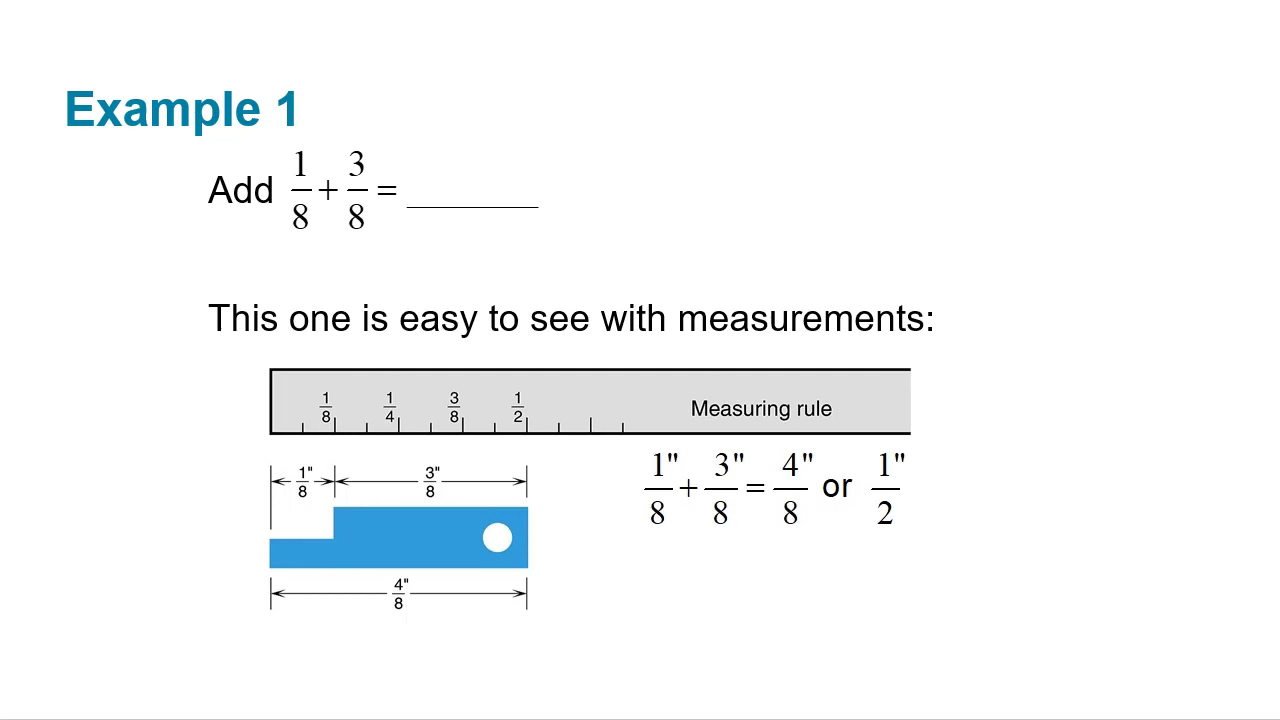 Example 1
Add 1/8 + 3/8 = ________
This one is easy to see with measurements:
1/8 1/4 3/8 1/2 Measuring rule
1/8" 3/8"
1/8" + 3/8" = 4/8" or 1/2"
4/8"